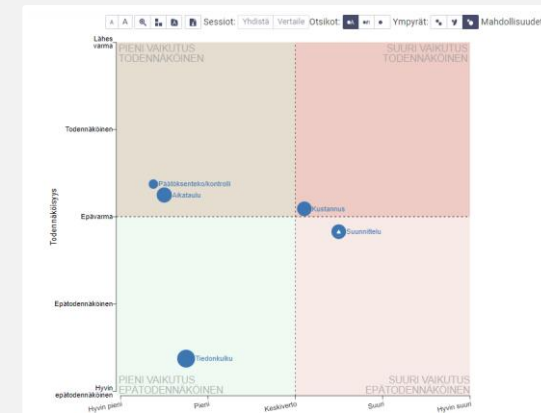 A A Sessiot: Yhdistä Vertaile Otsikot: Ympyrät: Mahdollisuudet
Lähes
varma
PIENI VAIKUTUS
TODENNÄKÖINEN
SUURI VAIKUTUS
TODENNÄKÖINEN
Todennäköinen
Päätöksenteko/kontrolli
Aikataulu
Kustannus
Epävarma
Suunnittelu
Todennäköisyys
Epätodennäköinen
Tiedonkulku
PIENI VAIKUTUS
EPÄTODENNÄKÖINEN
SUURI VAIKUTUS
EPÄTODENNÄKÖINEN
Hyvin
epätodennäköinen
Hyvin pieni Pieni Keskiverto Suuri Hyvin suuri